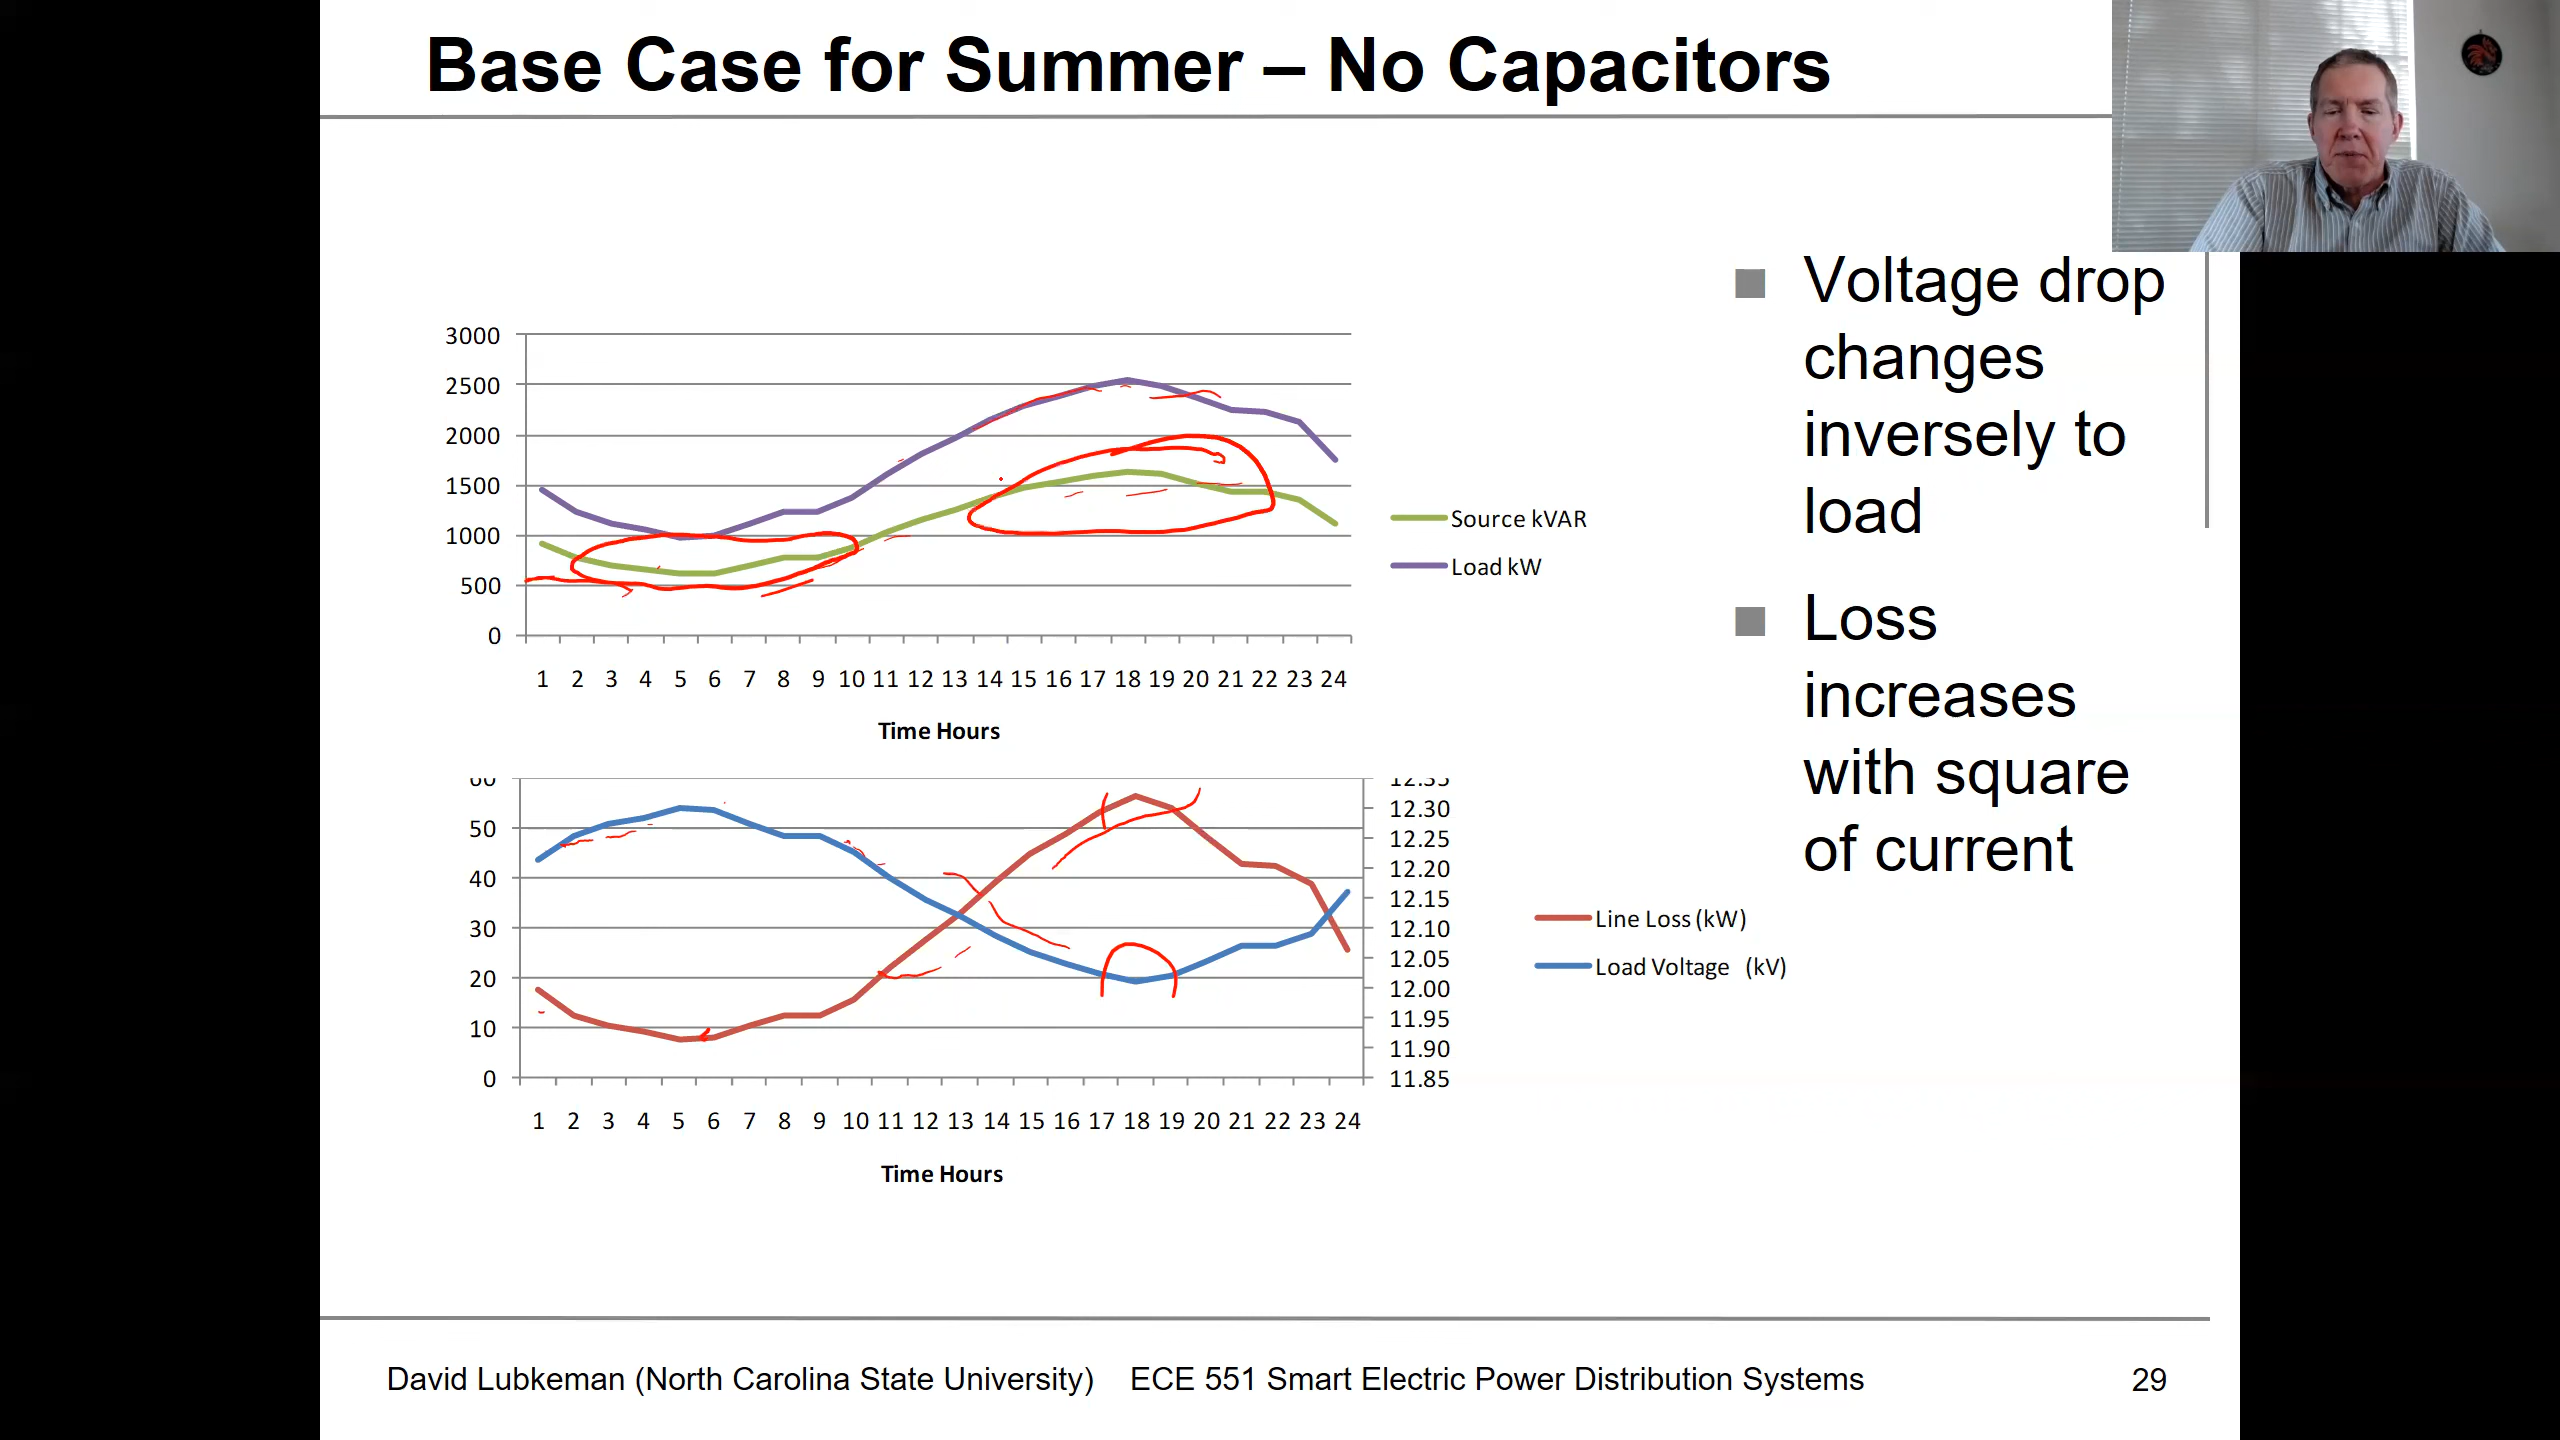 Base Case for Summer – No Capacitors
3000
2500
2000
1500
1000
500
0
1 2 3 4 5 6 7 8 9 10 11 12 13 14 15 16 17 18 19 20 21 22 23 24
Time Hours
Source kVAR
Load kW
60
50
40
30
20
10
0
12.35
12.30
12.25
12.20
12.15
12.10
12.05
12.00
11.95
11.90
11.85
1 2 3 4 5 6 7 8 9 10 11 12 13 14 15 16 17 18 19 20 21 22 23 24
Time Hours
Line Loss (kW)
Load Voltage (kV)
Voltage drop
changes
inversely to
load
Loss
increases
with square
of current
David Lubkeman (North Carolina State University) ECE 551 Smart Electric Power Distribution Systems 29